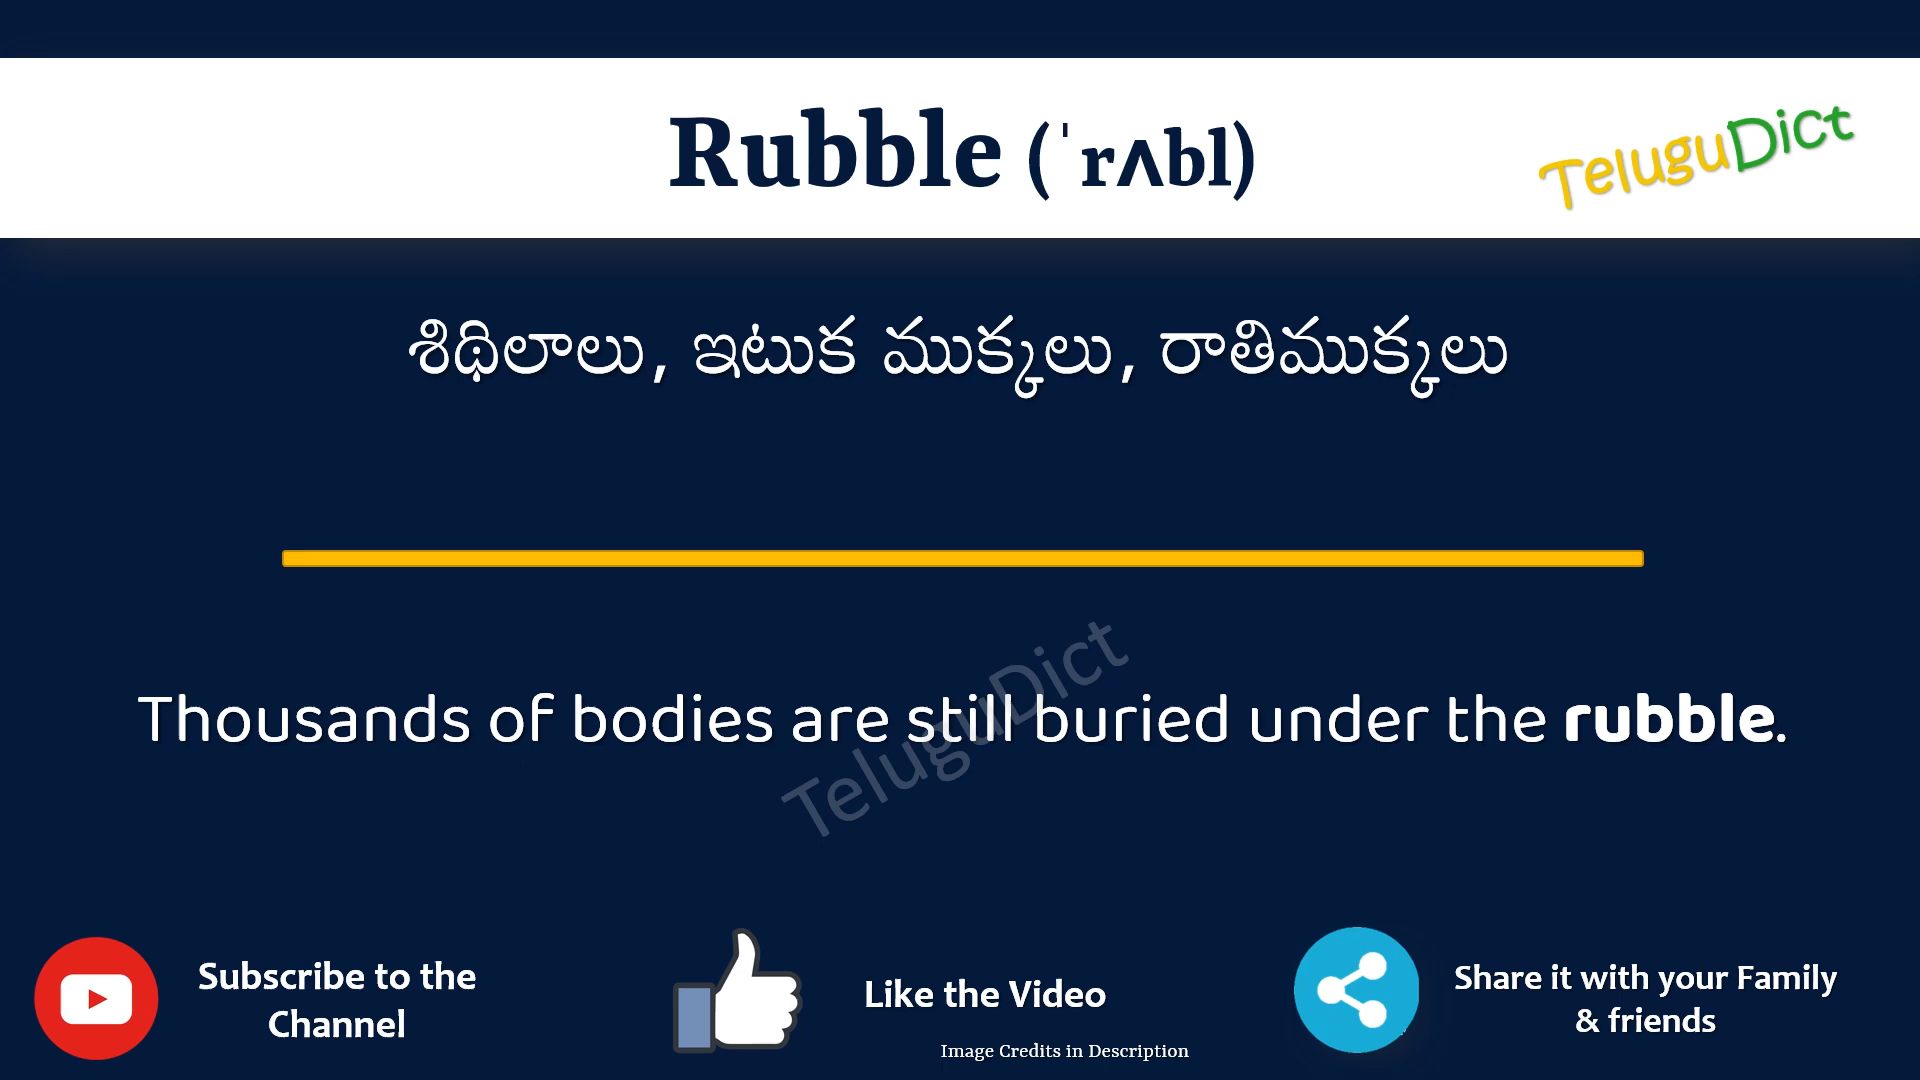 Rubble (ˈrʌbl)
TeluguDict
శిథిలాలు, ఇటుక ముక్కలు, రాతిముక్కలు
Thousands of bodies are still buried under the rubble.
TeluguDict
Subscribe to the
Channel
Like the Video
Share it with your Family
& friends
Image Credits in Description